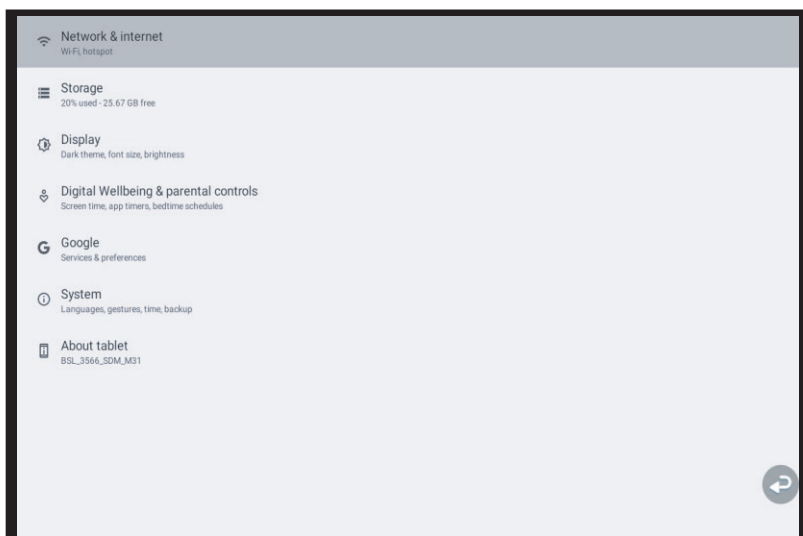 Network & internet
Wi-Fi, hotspot
Storage
20% used - 25.67 GB free
Display
Dark theme, font size, brightness
Digital Wellbeing & parental controls
Screen time, app timers, bedtime schedules
Google
Services & preferences
System
Languages, gestures, time, backup
About tablet
BSL_3566_SDM_M31